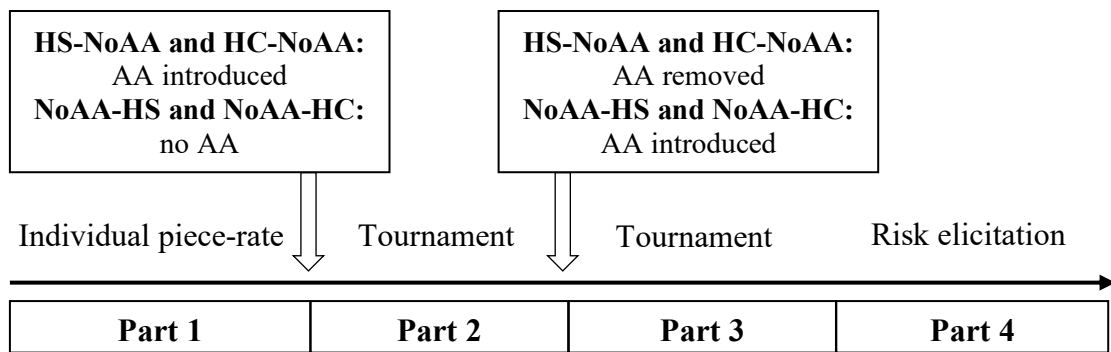 HS-NoAA and HC-NoAA:
AA introduced
NoAA-HS and NoAA-HC:
no AA
HS-NoAA and HC-NoAA:
AA removed
NoAA-HS and NoAA-HC:
AA introduced
Individual piece-rate
Tournament
Tournament
Risk elicitation
Part 1
Part 2
Part 3
Part 4